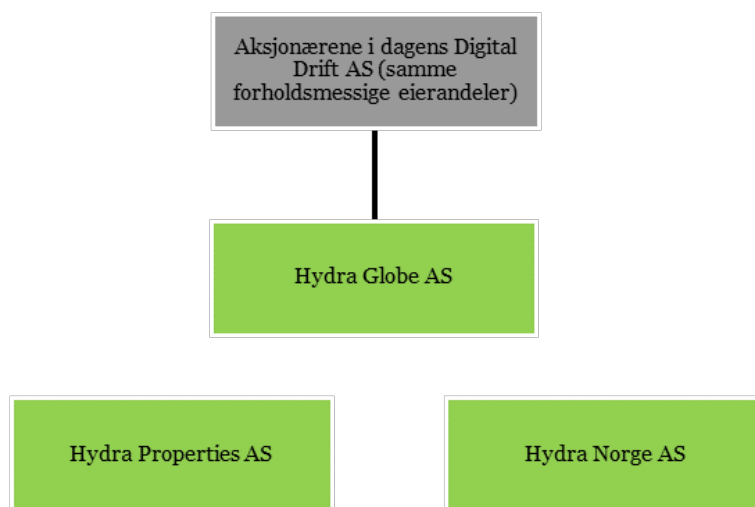 Aksjonærene i dagens Digital
Drift AS (samme
forholdsmessige eierandeler)
Hydra Globe AS
Hydra Properties AS
Hydra Norge AS